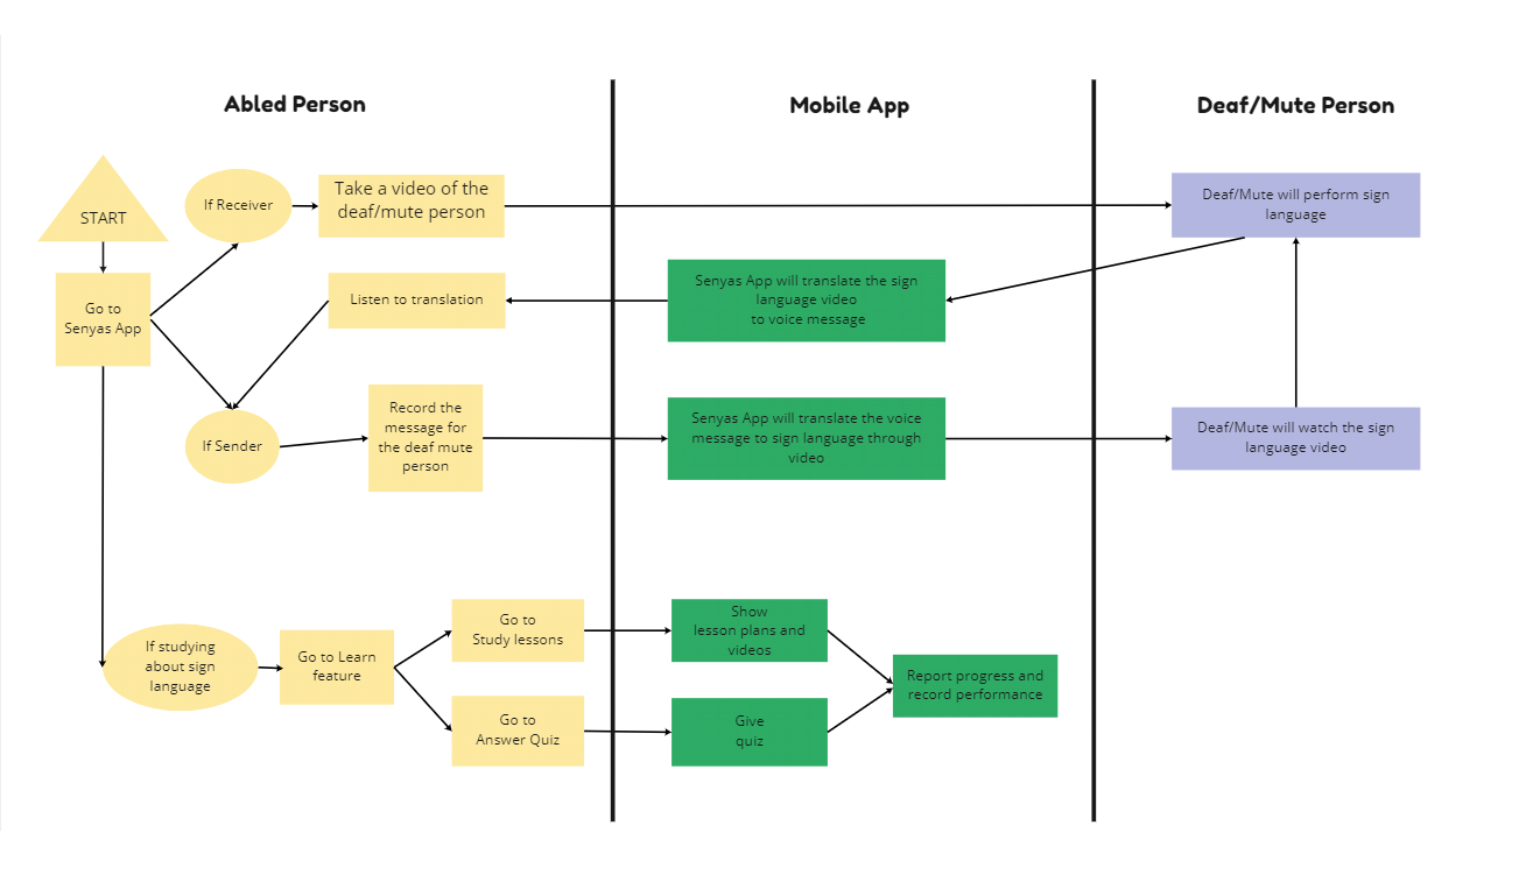 Abled Person
Mobile App
Deaf/Mute Person
START
If Receiver
Take a video of the
deaf/mute person
Deaf/Mute will perform sign
language
Go to
Senyas App
Listen to translation
Senyas App will translate the sign
language video
to voice message
If Sender
Record the
message for
the deaf mute
person
Senyas App will translate the voice
message to sign language through
video
Deaf/Mute will watch the sign
language video
If studying
about sign
language
Go to Learn
feature
Go to
Study lessons
Show
lesson plans and
videos
Report progress and
record performance
Go to
Answer Quiz
Give
quiz